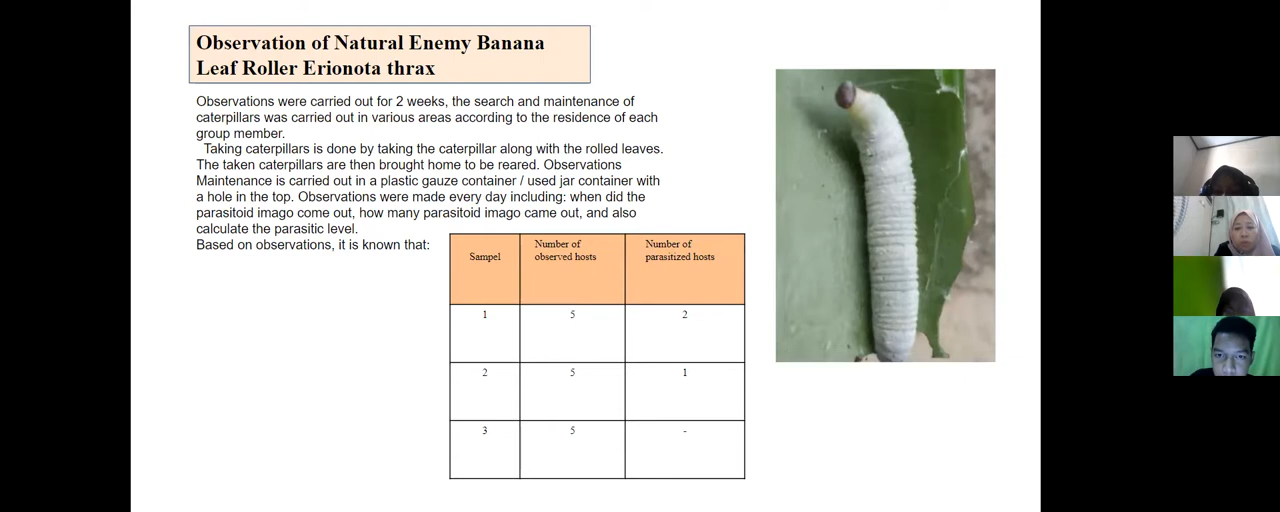 Observation of Natural Enemy Banana
Leaf Roller Erionota thrax
Observations were carried out for 2 weeks, the search and maintenance of
caterpillars was carried out in various areas according to the residence of each
group member.
Taking caterpillars is done by taking the caterpillar along with the rolled leaves.
The taken caterpillars are then brought home to be reared. Observations
Maintenance is carried out in a plastic gauze container / used jar container with
a hole in the top. Observations were made every day including: when did the
parasitoid imago come out, how many parasitoid imago came out, and also
calculate the parasitic level.
Based on observations, it is known that:
Sampel Number of observed hosts Number of parasitized hosts
1 5 2
2 5 1
3 5 -